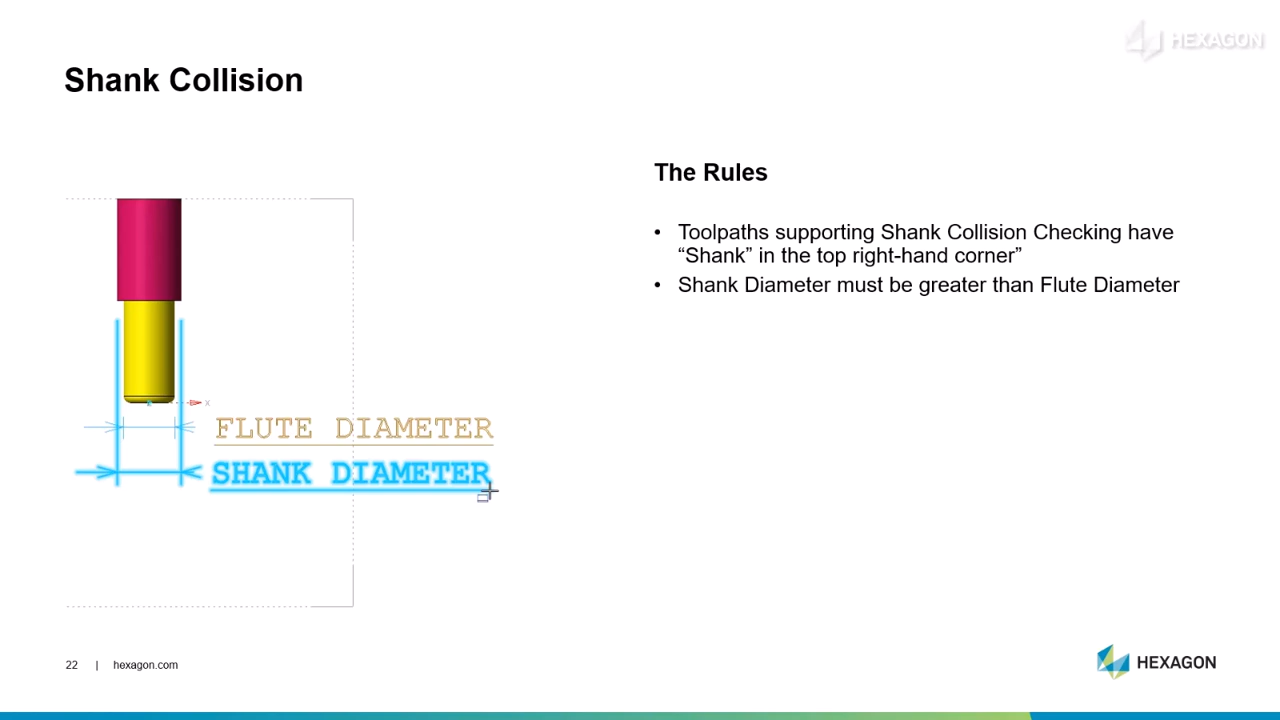 HEXAGON
Shank Collision
The Rules
• Toolpaths supporting Shank Collision Checking have
“Shank” in the top right-hand corner”
• Shank Diameter must be greater than Flute Diameter
x
FLUTE DIAMETER
SHANK DIAMETER
22 | hexagon.com
HEXAGON